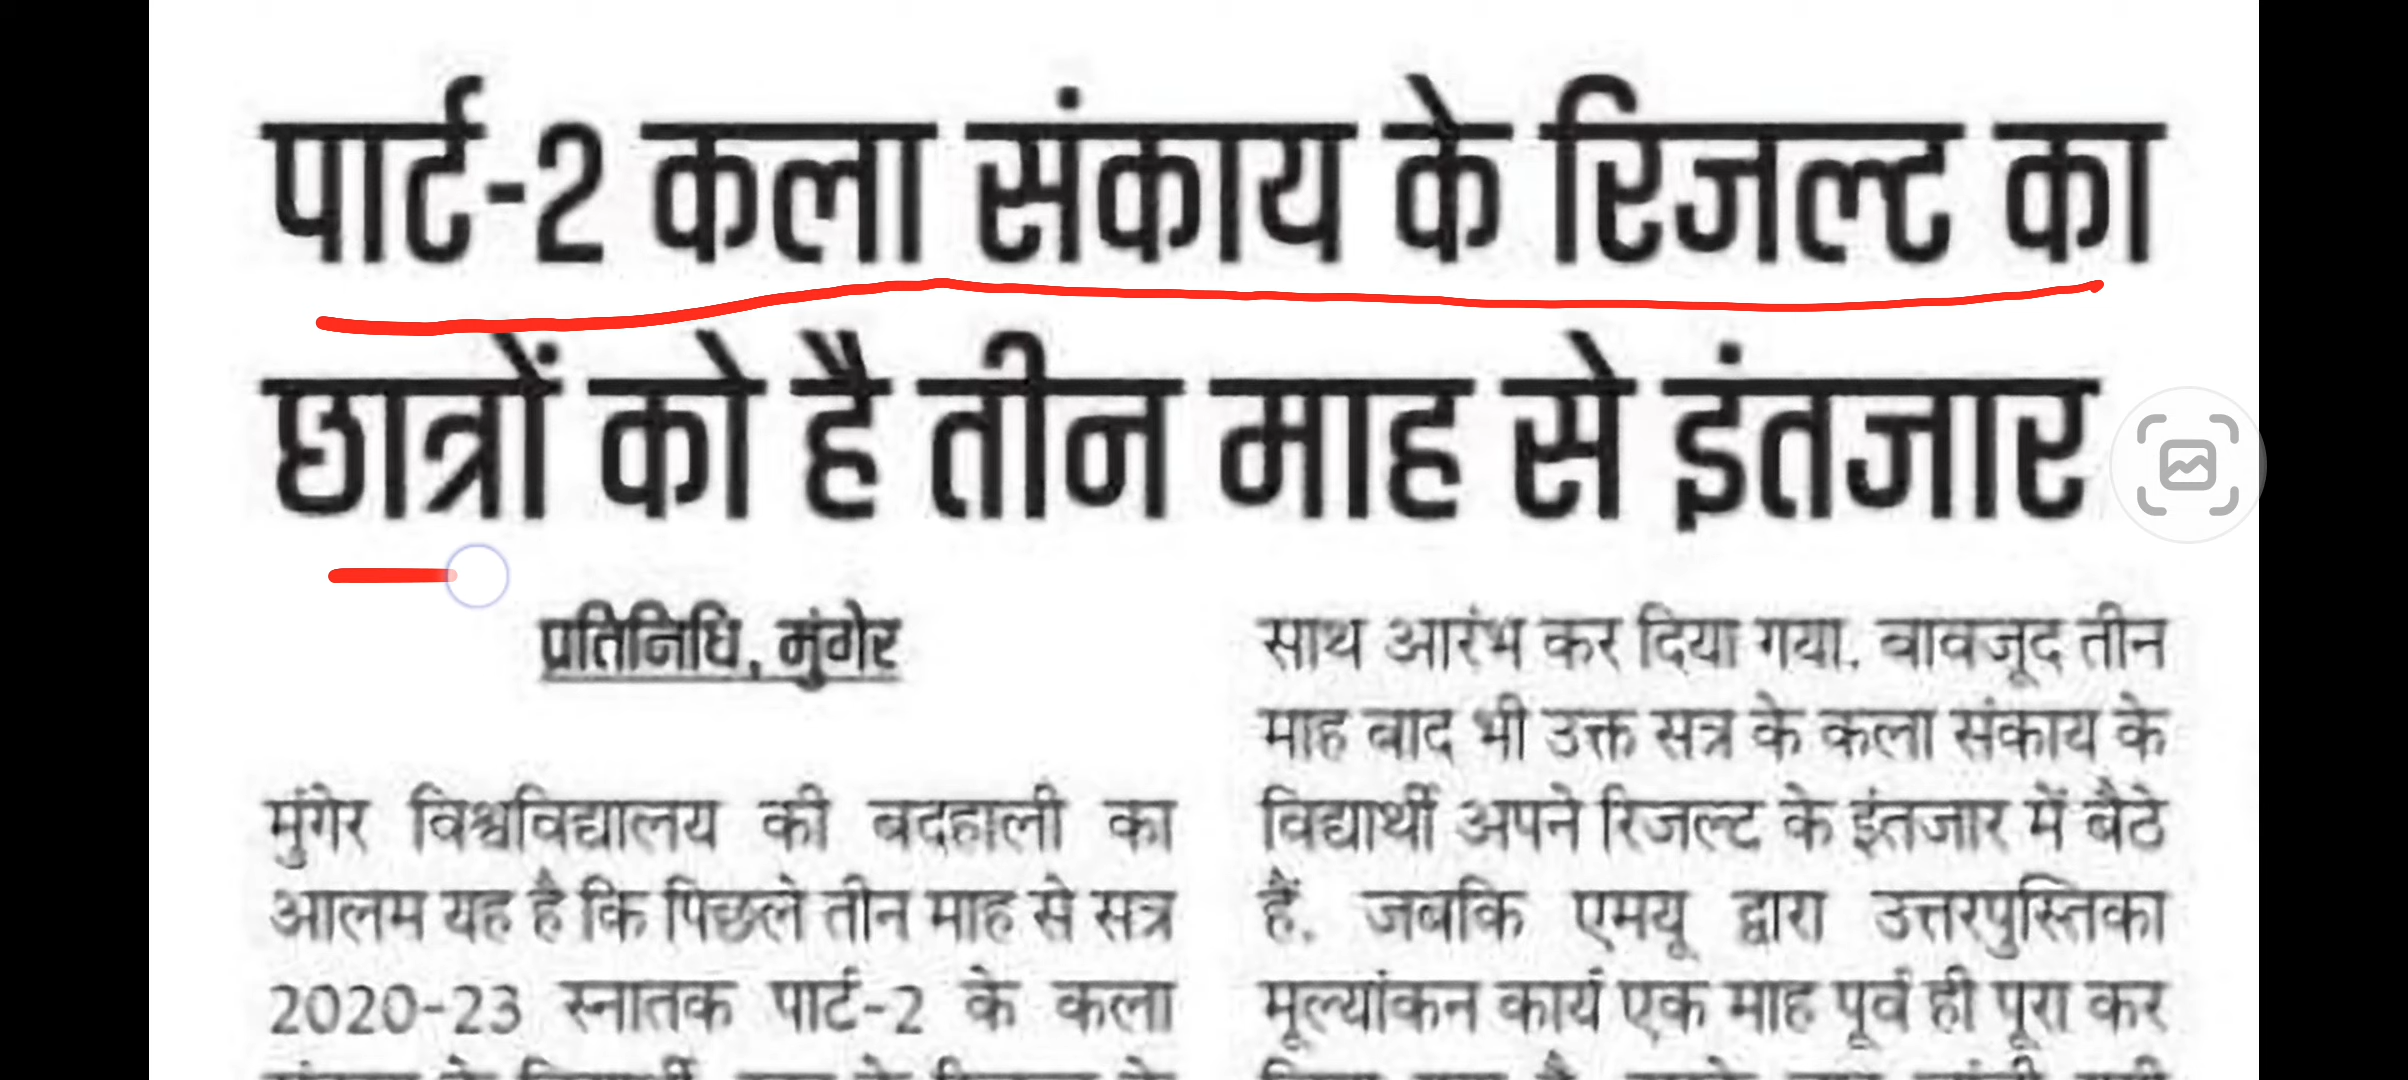 पार्ट-2 कला संकाय के रिजल्ट का
छात्रों को है तीन माह से इंतजार
प्रतिनिधि, मुंगेर
मुंगेर विश्वविद्यालय की बदहाली का
आलम यह है कि पिछले तीन माह से सत्र
2020-23 स्नातक पार्ट-2 के कला
साथ आरंभ कर दिया गया. बावजूद तीन
माह बाद भी उक्त सत्र के कला संकाय के
विद्यार्थी अपने रिजल्ट के इंतजार में बैठे
हैं. जबकि एमयू द्वारा उत्तरपुस्तिका
मूल्यांकन कार्य एक माह पूर्व ही पूरा कर